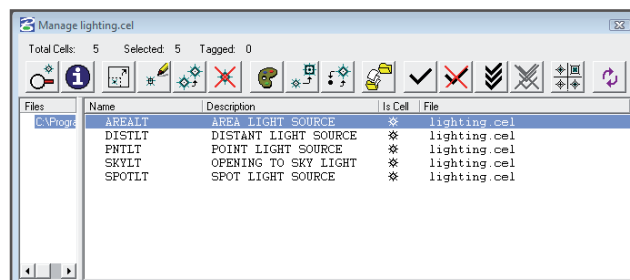 Manage lighting.cel
Total Cells: 5 Selected: 5 Tagged: 0
Files Name Description Is Cell File
C:\Progra AREALT AREA LIGHT SOURCE lighting.cel
DISTLT DISTANT LIGHT SOURCE lighting.cel
PNTLT POINT LIGHT SOURCE lighting.cel
SKYLT OPENING TO SKY LIGHT lighting.cel
SPOTLT SPOT LIGHT SOURCE lighting.cel